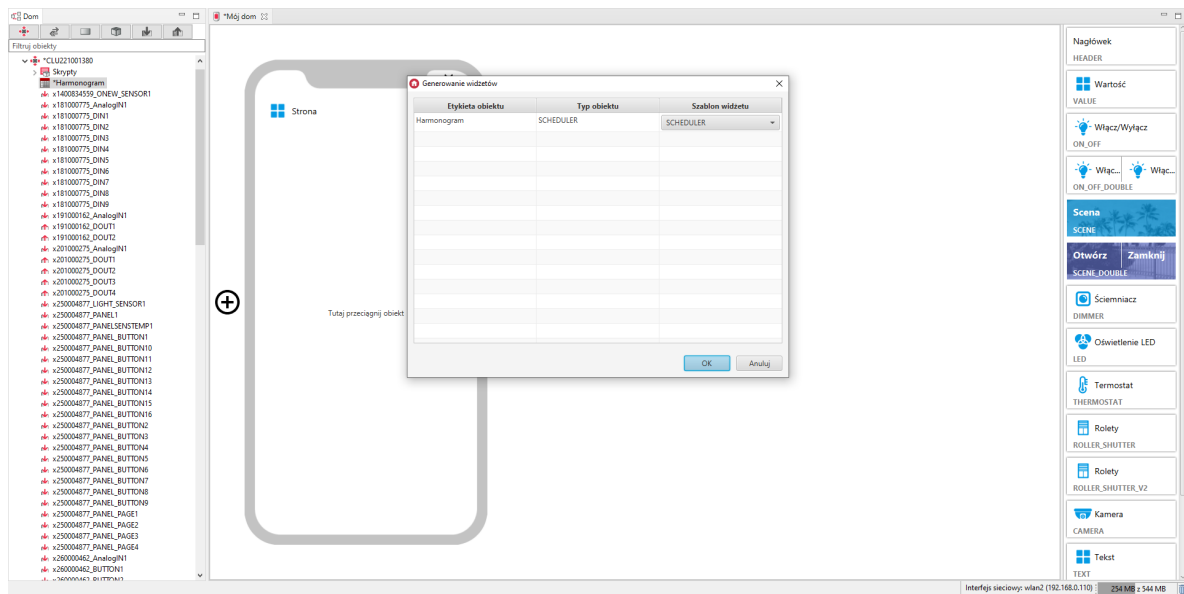 Dom
*Mój dom
Filtruj obiekty
*CLU221001380
Skrypty
*Harmonogram
x1400834559_ONEW_SENSOR1
x181000775_AnalogIN1
x181000775_DIN1
x181000775_DIN2
x181000775_DIN3
x181000775_DIN4
x181000775_DIN5
x181000775_DIN6
x181000775_DIN7
x181000775_DIN8
x181000775_DIN9
x191000162_AnalogIN1
x191000162_DOUT1
x191000162_DOUT2
x201000275_AnalogIN1
x201000275_DOUT1
x201000275_DOUT2
x201000275_DOUT3
x201000275_DOUT4
x250004877_LIGHT_SENSOR1
x250004877_PANEL1
x250004877_PANELSENSTEMP1
x250004877_PANEL_BUTTON1
x250004877_PANEL_BUTTON10
x250004877_PANEL_BUTTON11
x250004877_PANEL_BUTTON12
x250004877_PANEL_BUTTON13
x250004877_PANEL_BUTTON14
x250004877_PANEL_BUTTON15
x250004877_PANEL_BUTTON16
x250004877_PANEL_BUTTON2
x250004877_PANEL_BUTTON3
x250004877_PANEL_BUTTON4
x250004877_PANEL_BUTTON5
x250004877_PANEL_BUTTON6
x250004877_PANEL_BUTTON7
x250004877_PANEL_BUTTON8
x250004877_PANEL_BUTTON9
x250004877_PANEL_PAGE1
x250004877_PANEL_PAGE2
x250004877_PANEL_PAGE3
x250004877_PANEL_PAGE4
x260000462_AnalogIN1
x260000462_BUTTON1
x260000462_BUTTON2
Strona
Tutaj przeciągnij obiekt
Generowanie widżetów
Etykieta obiektu Typ obiektu Szablon widżetu
Harmonogram SCHEDULER SCHEDULER
OK Anuluj
Nagłówek
HEADER
Wartość
VALUE
Włącz/Wyłącz
ON_OFF
Włąc... Włąc...
ON_OFF_DOUBLE
Scena
SCENE
Otwórz Zamknij
SCENE_DOUBLE
Ściemniacz
DIMMER
Oświetlenie LED
LED
Termostat
THERMOSTAT
Rolety
ROLLER_SHUTTER
Rolety
ROLLER_SHUTTER_V2
Kamera
CAMERA
Tekst
TEXT
Interfejs sieciowy: wlan2 (192.168.0.110) 254 MB z 544 MB